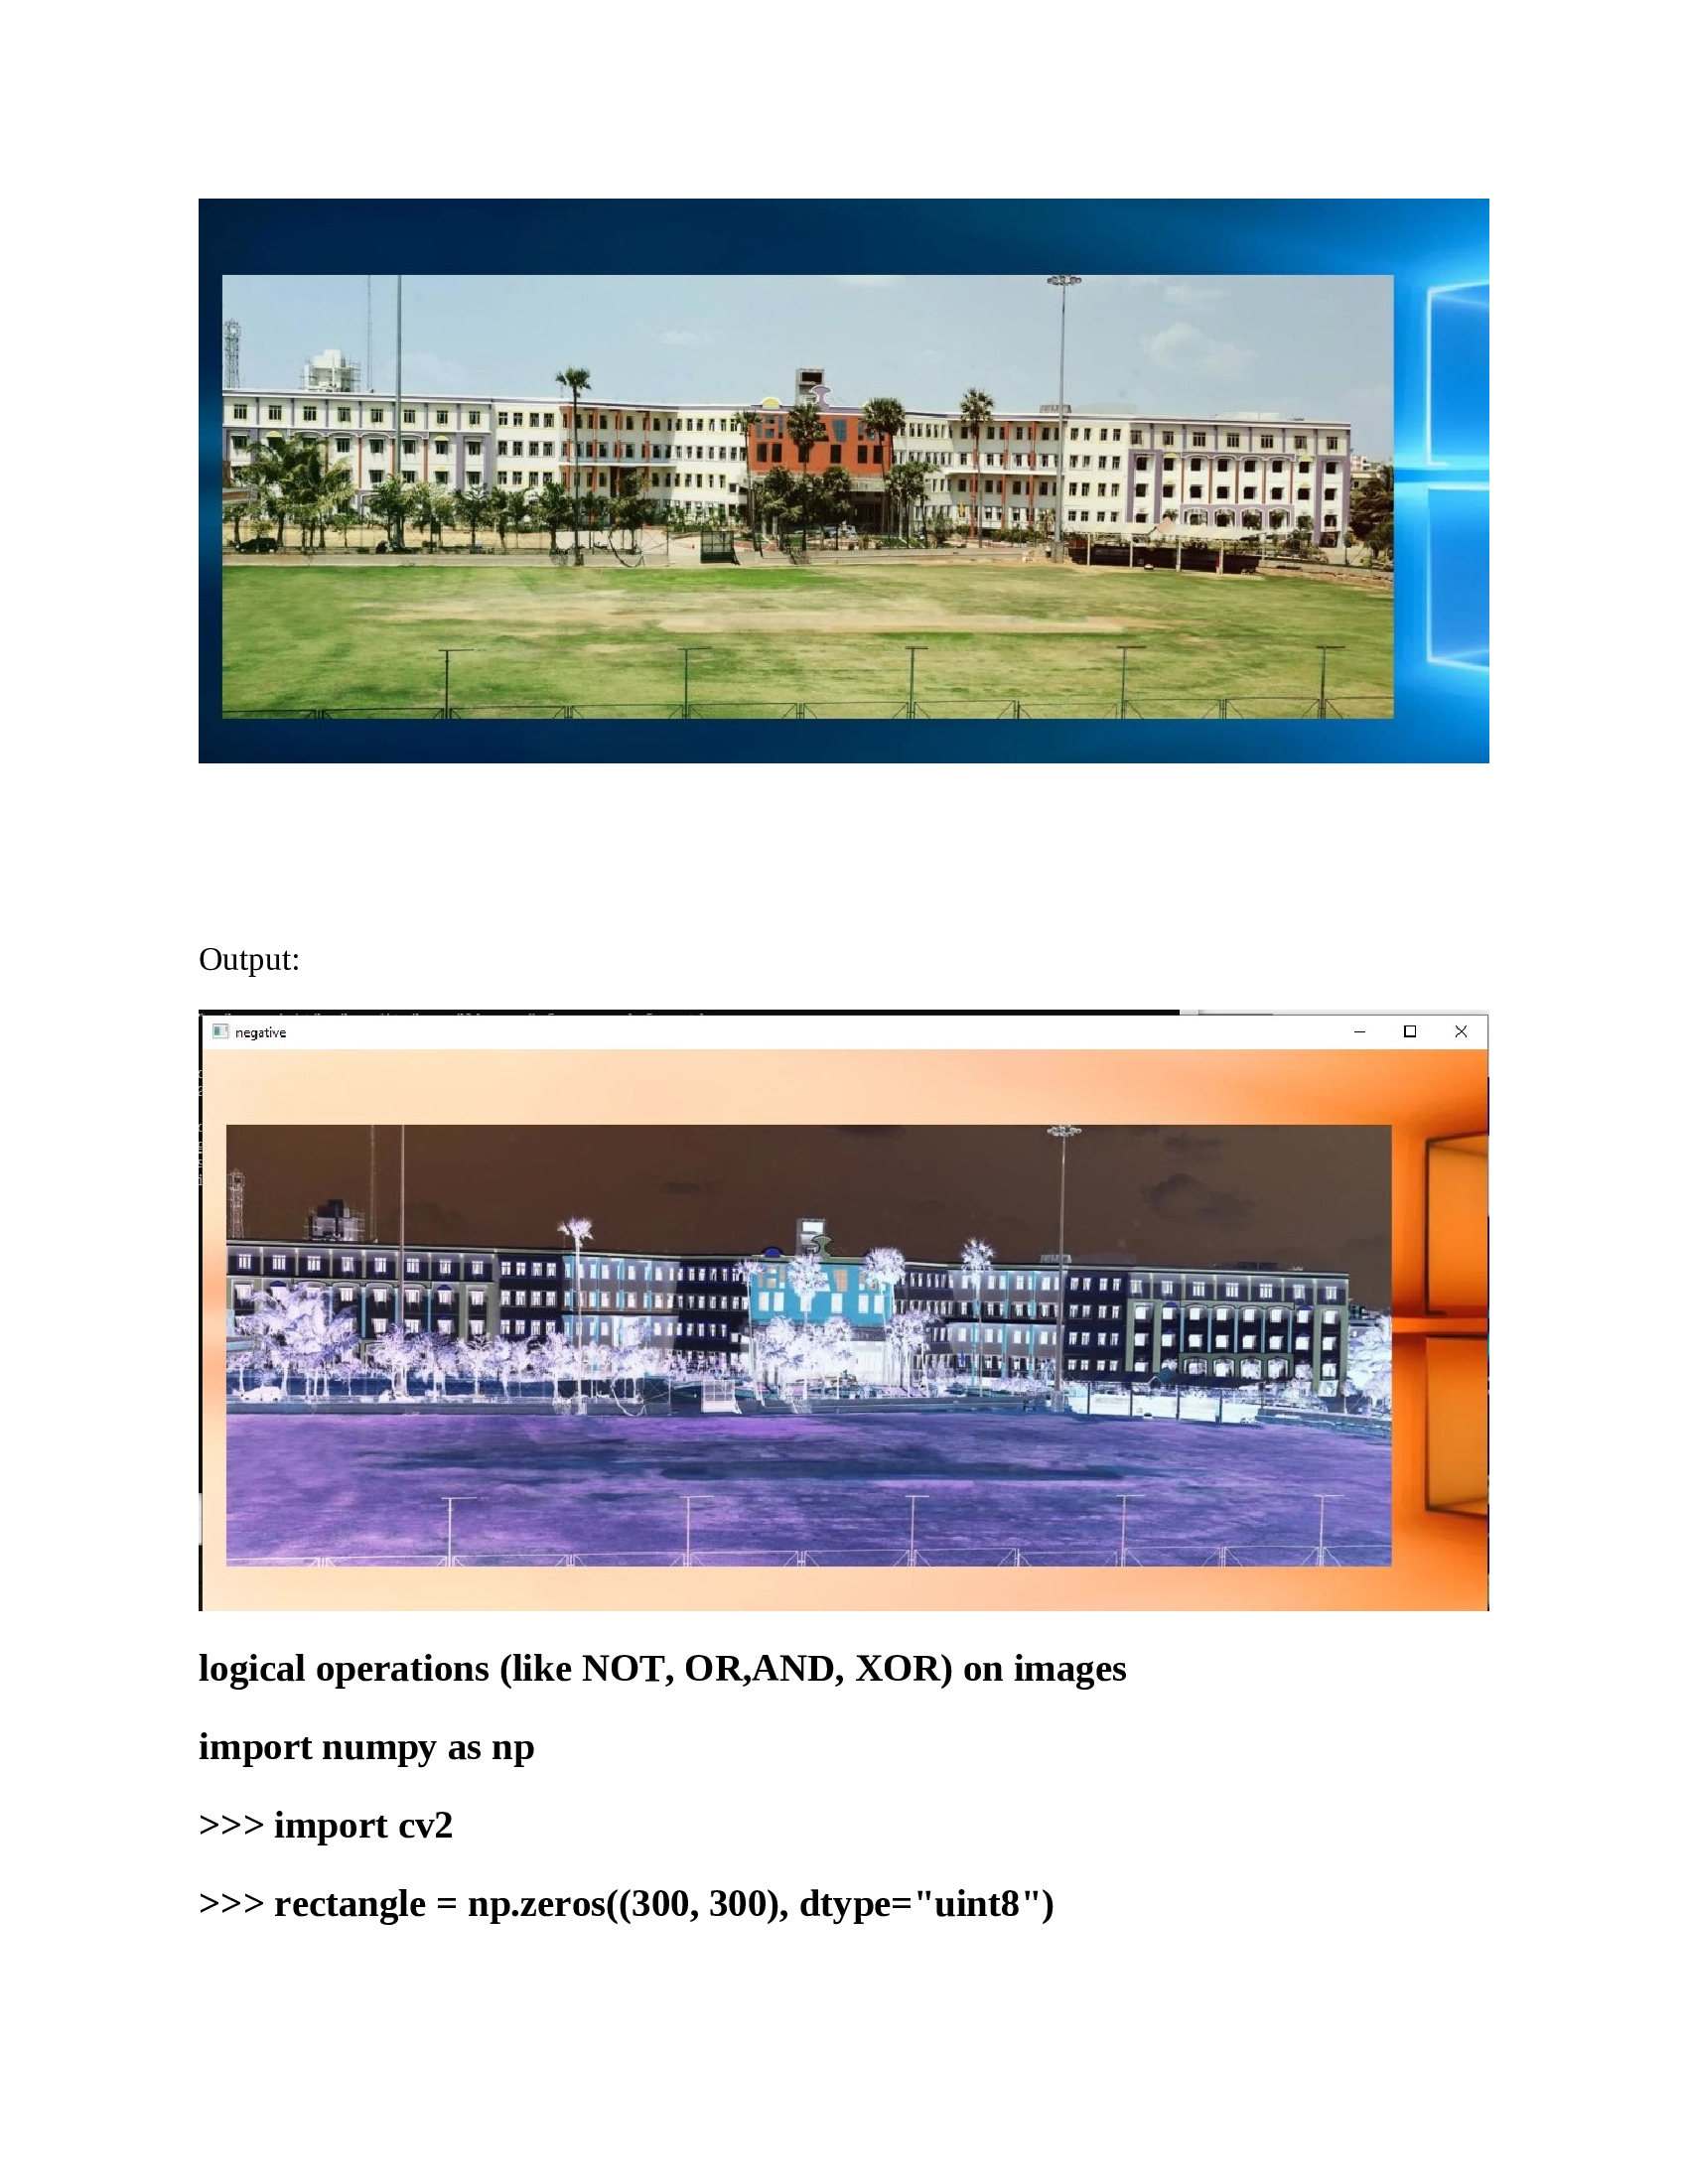 Output:
negative
logical operations (like NOT, OR,AND, XOR) on images
import numpy as np
>>> import cv2
>>> rectangle = np.zeros((300, 300), dtype="uint8")